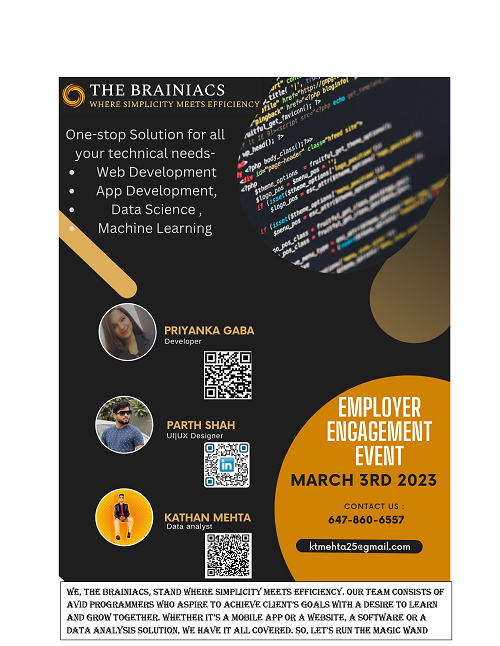 THE BRAINIACS
WHERE SIMPLICITY MEETS EFFICIENCY
One-stop Solution for all
your technical needs-
• Web Development
• App Development,
• Data Science ,
• Machine Learning
PRIYANKA GABA
Developer
PARTH SHAH
UI|UX Designer
in
KATHAN MEHTA
Data analyst
EMPLOYER
ENGAGEMENT
EVENT
MARCH 3RD 2023
CONTACT US :
647-860-6557
ktmehta25@gmail.com
WE, THE BRAINIACS, STAND WHERE SIMPLICITY MEETS EFFICIENCY. OUR TEAM CONSISTS OF
AVID PROGRAMMERS WHO ASPIRE TO ACHIEVE CLIENT'S GOALS WITH A DESIRE TO LEARN
AND GROW TOGETHER. WHETHER IT'S A MOBILE APP OR A WEBSITE, A SOFTWARE OR A
DATA ANALYSIS SOLUTION, WE HAVE IT ALL COVERED. SO, LET'S RUN THE MAGIC WAND